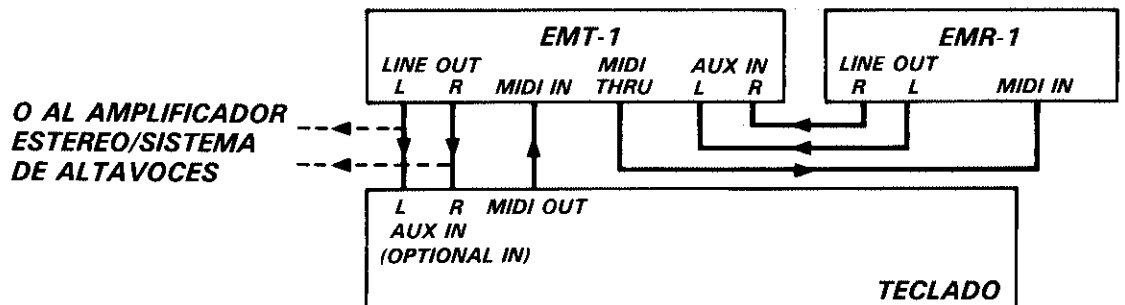 EMT-1
EMR-1
LINE OUT
L R
MIDI IN
MIDI
THRU
AUX IN
L R
LINE OUT
R L
MIDI IN
O AL AMPLIFICADOR
ESTEREO/SISTEMA
DE ALTAVOCES
L R
MIDI OUT
AUX IN
(OPTIONAL IN)
TECLADO